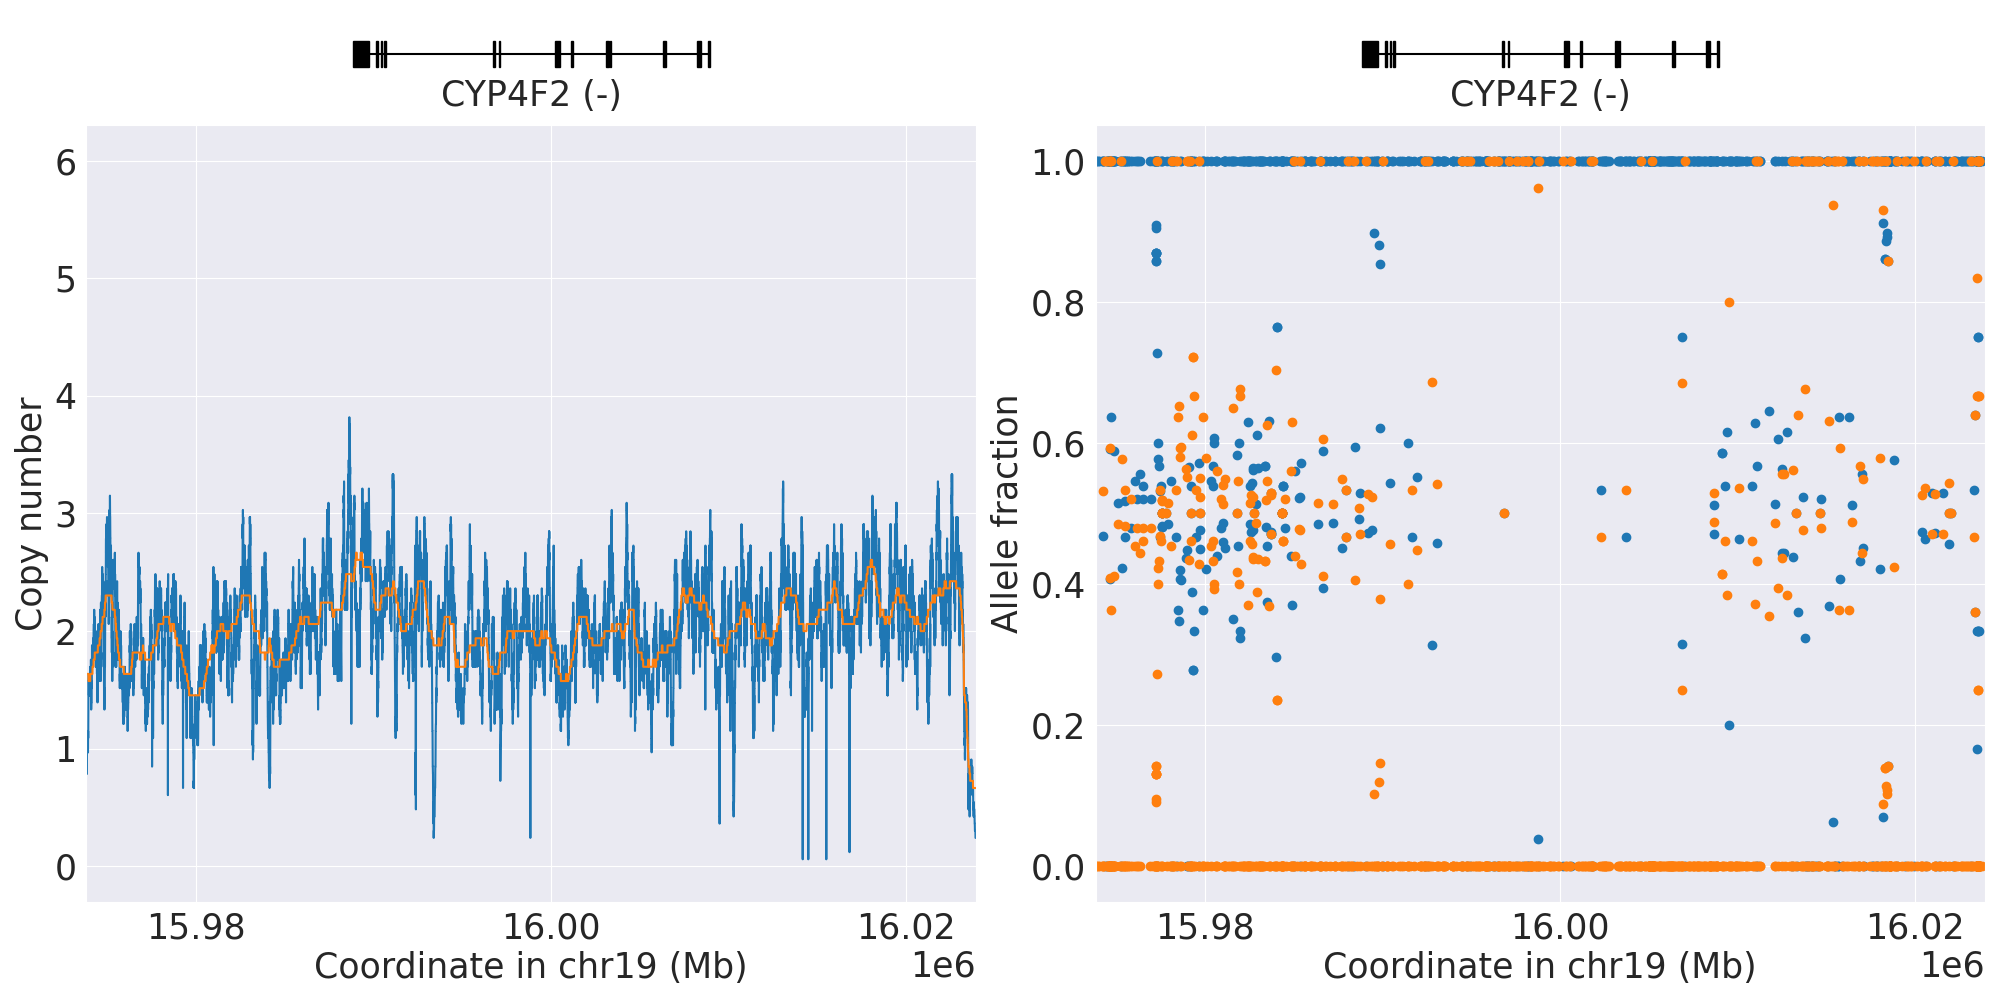 CYP4F2 (-)
6
5
4
3
2
1
0
Copy number
15.98
16.00
16.02
Coordinate in chr19 (Mb)
1e6
CYP4F2 (-)
1.0
0.8
0.6
0.4
0.2
0.0
Allele fraction
15.98
16.00
16.02
Coordinate in chr19 (Mb)
1e6